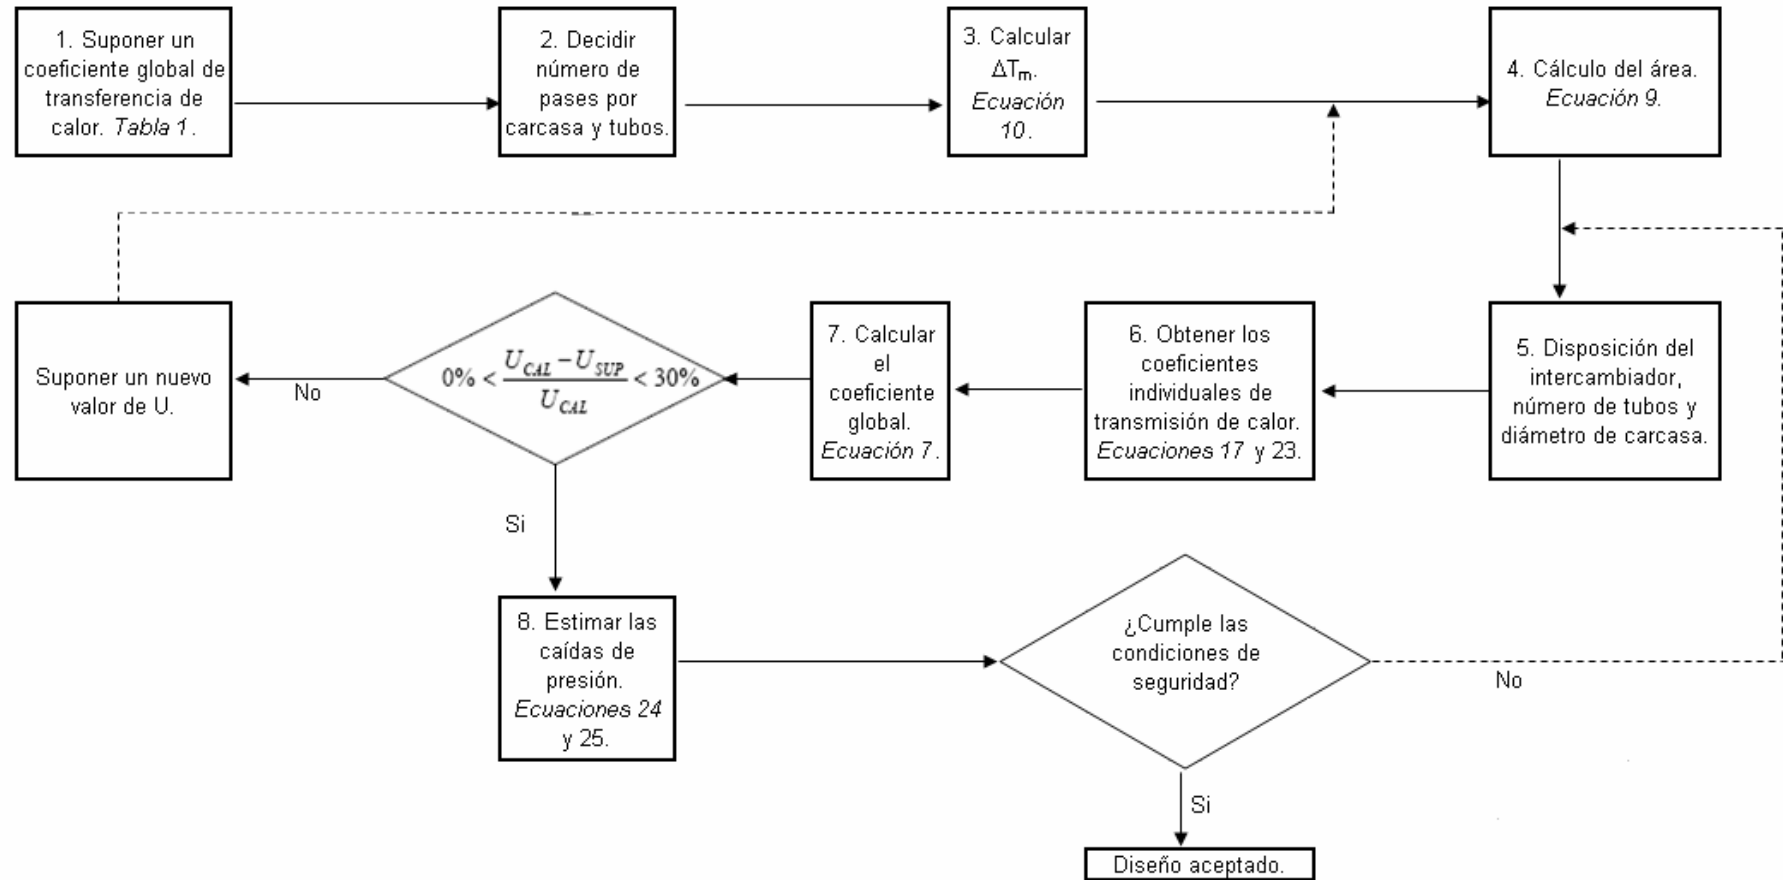 1. Suponer un
coeficiente global de
transferencia de
calor. Tabla 1.
2. Decidir
número de
pases por
carcasa y tubos.
3. Calcular
ΔTm.
Ecuación
10.
4. Cálculo del área.
Ecuación 9.
Suponer un nuevo
valor de U.
No
0% < (U_CAL − U_SUP) / U_CAL < 30%
7. Calcular
el
coeficiente
global.
Ecuación 7.
6. Obtener los
coeficientes
individuales de
transmisión de calor.
Ecuaciones 17 y 23.
5. Disposición del
intercambiador,
número de tubos y
diámetro de carcasa.
Si
8. Estimar las
caídas de
presión.
Ecuaciones 24
y 25.
¿Cumple las
condiciones de
seguridad?
No
Si
Diseño aceptado.